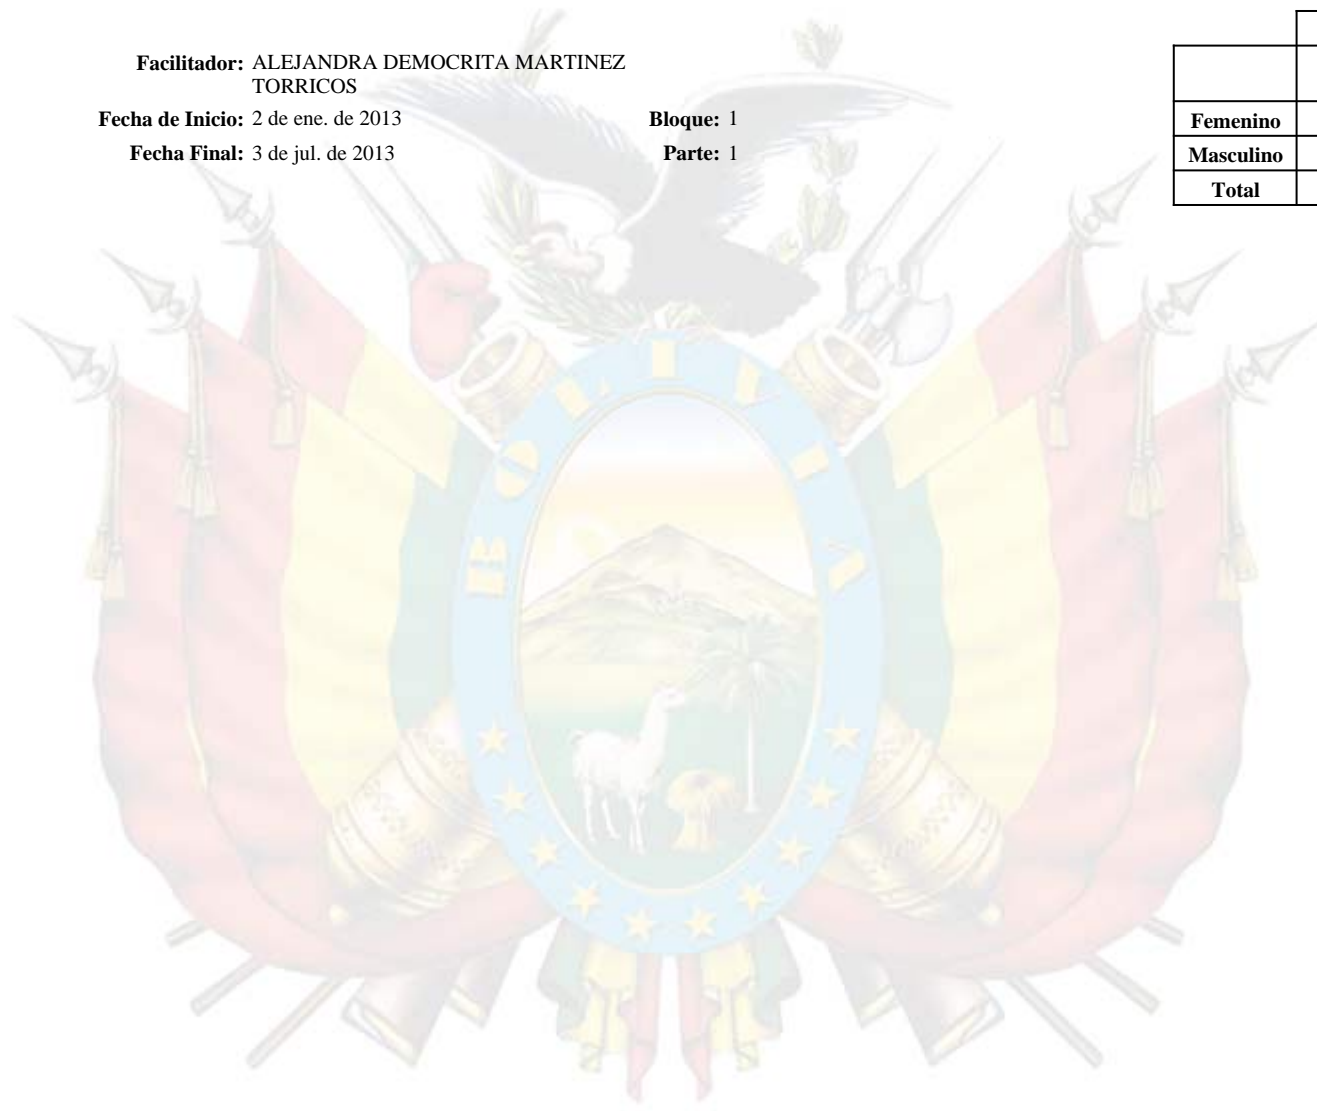 Facilitador: ALEJANDRA DEMOCRITA MARTINEZ
TORRICOS
Fecha de Inicio: 2 de ene. de 2013 Bloque: 1
Fecha Final: 3 de jul. de 2013 Parte: 1
Femenino
Masculino
Total
BOLIVIA